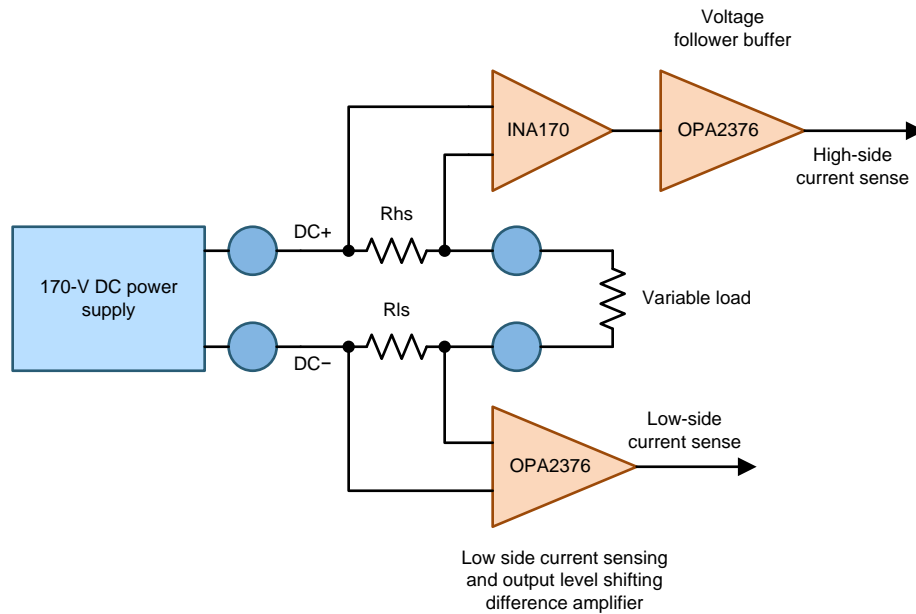 Voltage
follower buffer
INA170
OPA2376
High-side
current sense
Rhs
DC+
170-V DC power
supply
Variable load
Rls
DC−
Low-side
current sense
OPA2376
Low side current sensing
and output level shifting
difference amplifier